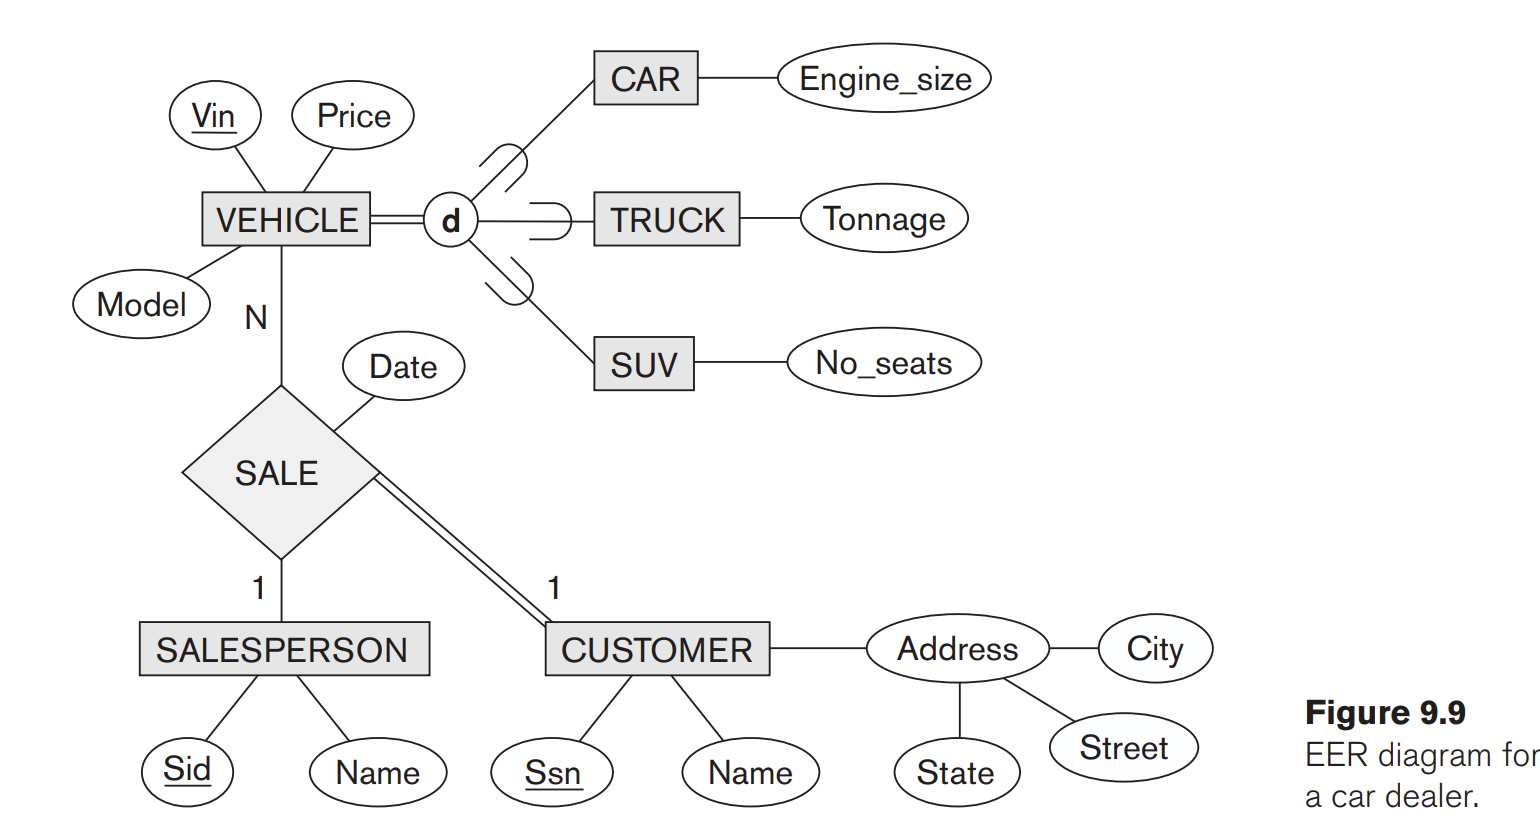 CAR
Engine_size
Vin
Price
VEHICLE
d
TRUCK
Tonnage
Model
N
Date
SUV
No_seats
SALE
1
1
SALESPERSON
CUSTOMER
Address
City
Sid
Name
Ssn
Name
State
Street
Figure 9.9
EER diagram for
a car dealer.